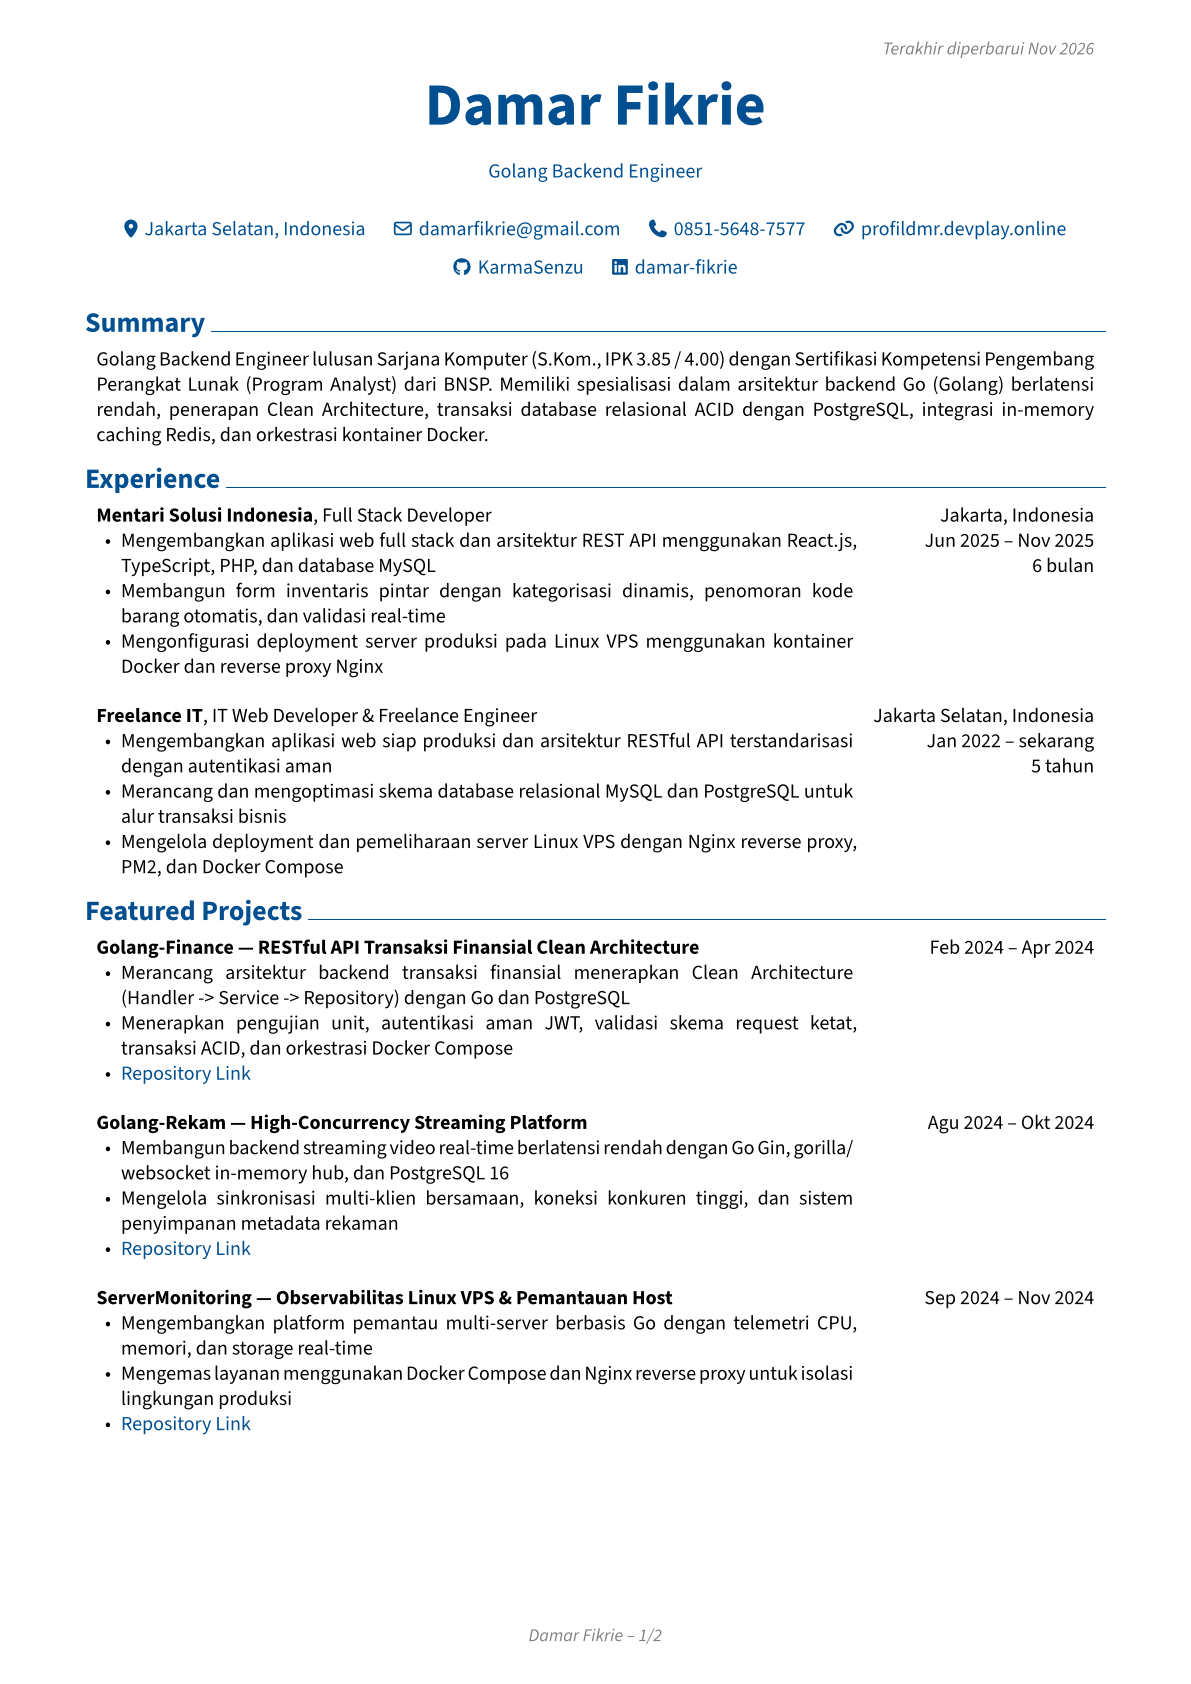 Terakhir diperbarui Nov 2026
Damar Fikrie
Golang Backend Engineer
Jakarta Selatan, Indonesia damarfikrie@gmail.com 0851-5648-7577 profildmr.devplay.online
KarmaSenzu damar-fikrie
Summary
Golang Backend Engineer lulusan Sarjana Komputer (S.Kom., IPK 3.85 / 4.00) dengan Sertifikasi Kompetensi Pengembang
Perangkat Lunak (Program Analyst) dari BNSP. Memiliki spesialisasi dalam arsitektur backend Go (Golang) berlatensi
rendah, penerapan Clean Architecture, transaksi database relasional ACID dengan PostgreSQL, integrasi in-memory
caching Redis, dan orkestrasi kontainer Docker.
Experience
Mentari Solusi Indonesia, Full Stack Developer Jakarta, Indonesia
• Mengembangkan aplikasi web full stack dan arsitektur REST API menggunakan React.js, Jun 2025 – Nov 2025
TypeScript, PHP, dan database MySQL 6 bulan
• Membangun form inventaris pintar dengan kategorisasi dinamis, penomoran kode
barang otomatis, dan validasi real-time
• Mengonfigurasi deployment server produksi pada Linux VPS menggunakan kontainer
Docker dan reverse proxy Nginx
Freelance IT, IT Web Developer & Freelance Engineer Jakarta Selatan, Indonesia
• Mengembangkan aplikasi web siap produksi dan arsitektur RESTful API terstandarisasi Jan 2022 – sekarang
dengan autentikasi aman 5 tahun
• Merancang dan mengoptimasi skema database relasional MySQL dan PostgreSQL untuk
alur transaksi bisnis
• Mengelola deployment dan pemeliharaan server Linux VPS dengan Nginx reverse proxy,
PM2, dan Docker Compose
Featured Projects
Golang-Finance — RESTful API Transaksi Finansial Clean Architecture Feb 2024 – Apr 2024
• Merancang arsitektur backend transaksi finansial menerapkan Clean Architecture
(Handler -> Service -> Repository) dengan Go dan PostgreSQL
• Menerapkan pengujian unit, autentikasi aman JWT, validasi skema request ketat,
transaksi ACID, dan orkestrasi Docker Compose
• Repository Link
Golang-Rekam — High-Concurrency Streaming Platform Agu 2024 – Okt 2024
• Membangun backend streaming video real-time berlatensi rendah dengan Go Gin, gorilla/
websocket in-memory hub, dan PostgreSQL 16
• Mengelola sinkronisasi multi-klien bersamaan, koneksi konkuren tinggi, dan sistem
penyimpanan metadata rekaman
• Repository Link
ServerMonitoring — Observabilitas Linux VPS & Pemantauan Host Sep 2024 – Nov 2024
• Mengembangkan platform pemantau multi-server berbasis Go dengan telemetri CPU,
memori, dan storage real-time
• Mengemas layanan menggunakan Docker Compose dan Nginx reverse proxy untuk isolasi
lingkungan produksi
• Repository Link
Damar Fikrie – 1/2